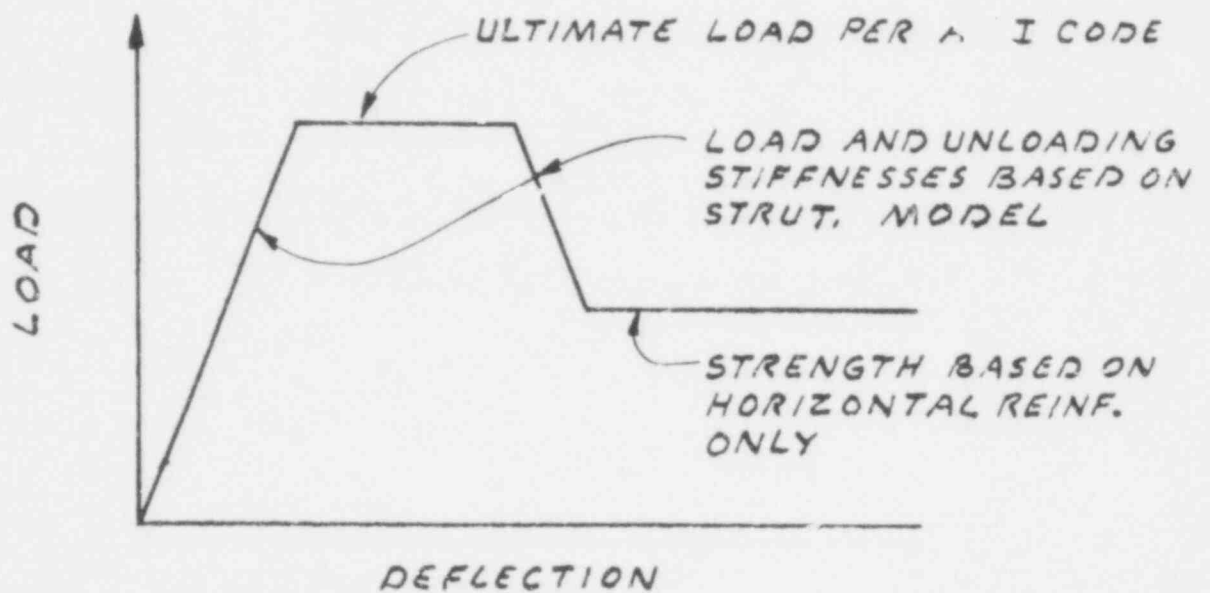 ULTIMATE LOAD PER I CODE
LOAD AND UNLOADING
STIFFNESSES BASED ON
STRUT. MODEL
LOAD
STRENGTH BASED ON
HORIZONTAL REINF.
ONLY
DEFLECTION